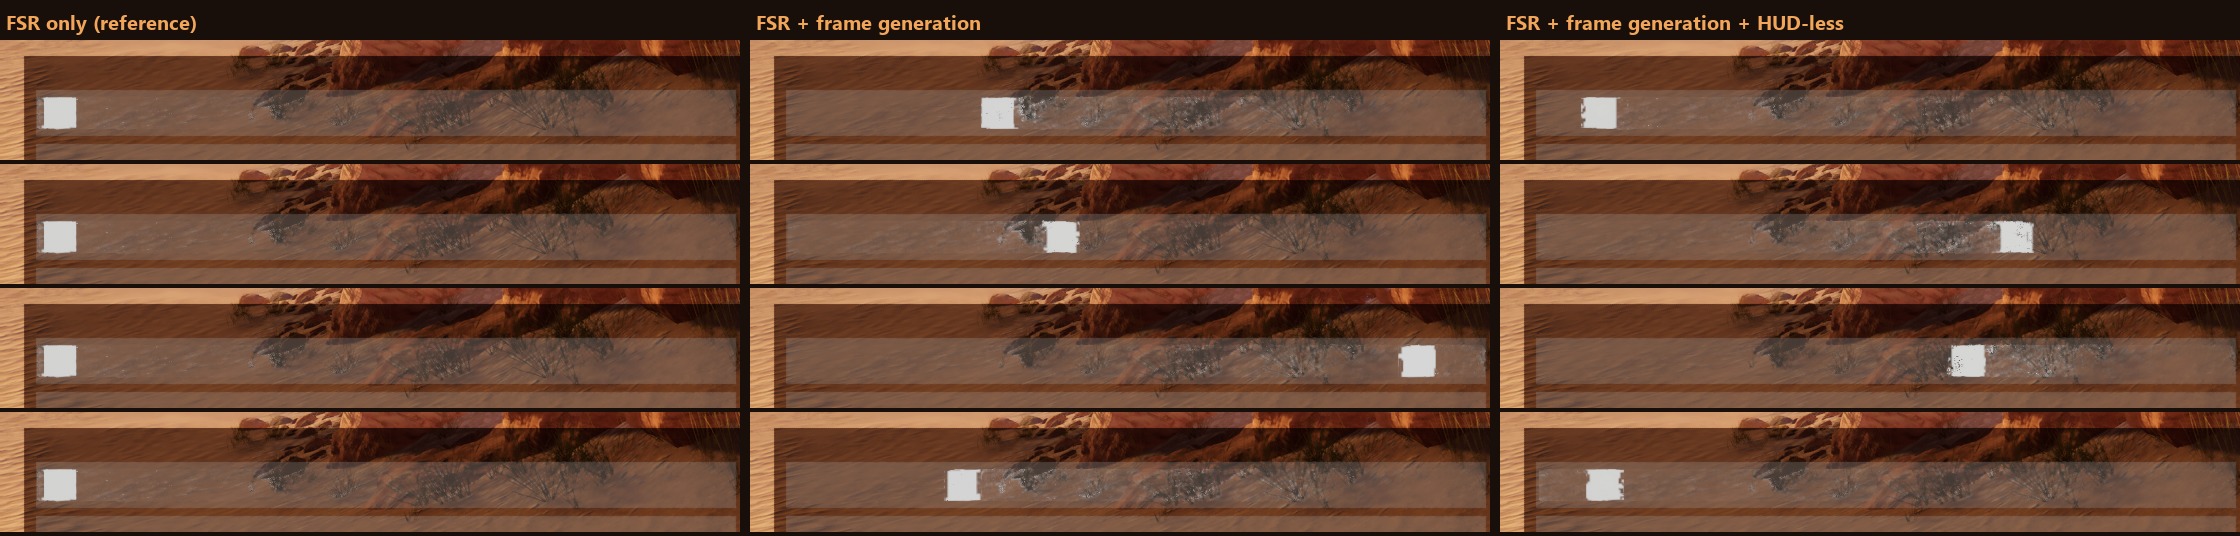 FSR only (reference)
FSR + frame generation
FSR + frame generation + HUD-less